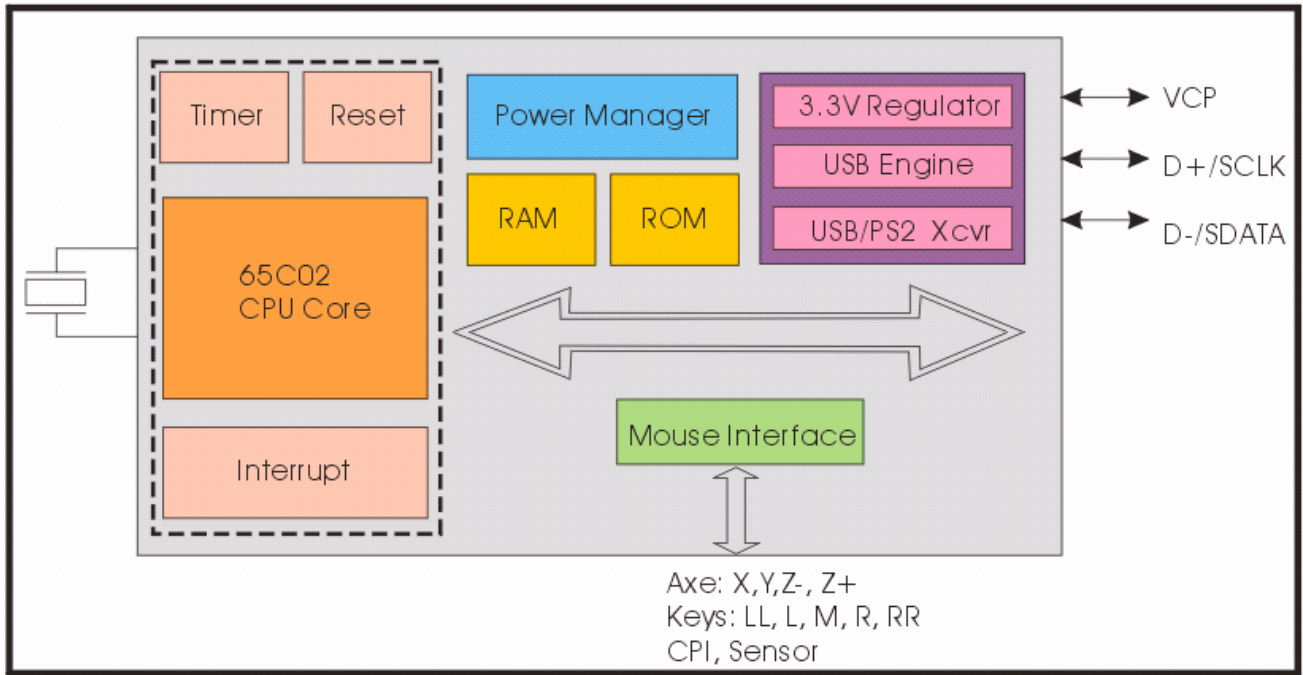 Timer
Reset
Power Manager
3.3V Regulator
VCP
USB Engine
D+/SCLK
RAM
ROM
USB/PS2 Xcvr
D-/SDATA
65C02
CPU Core
Mouse Interface
Interrupt
Axe: X,Y,Z-, Z+
Keys: LL, L, M, R, RR
CPI, Sensor